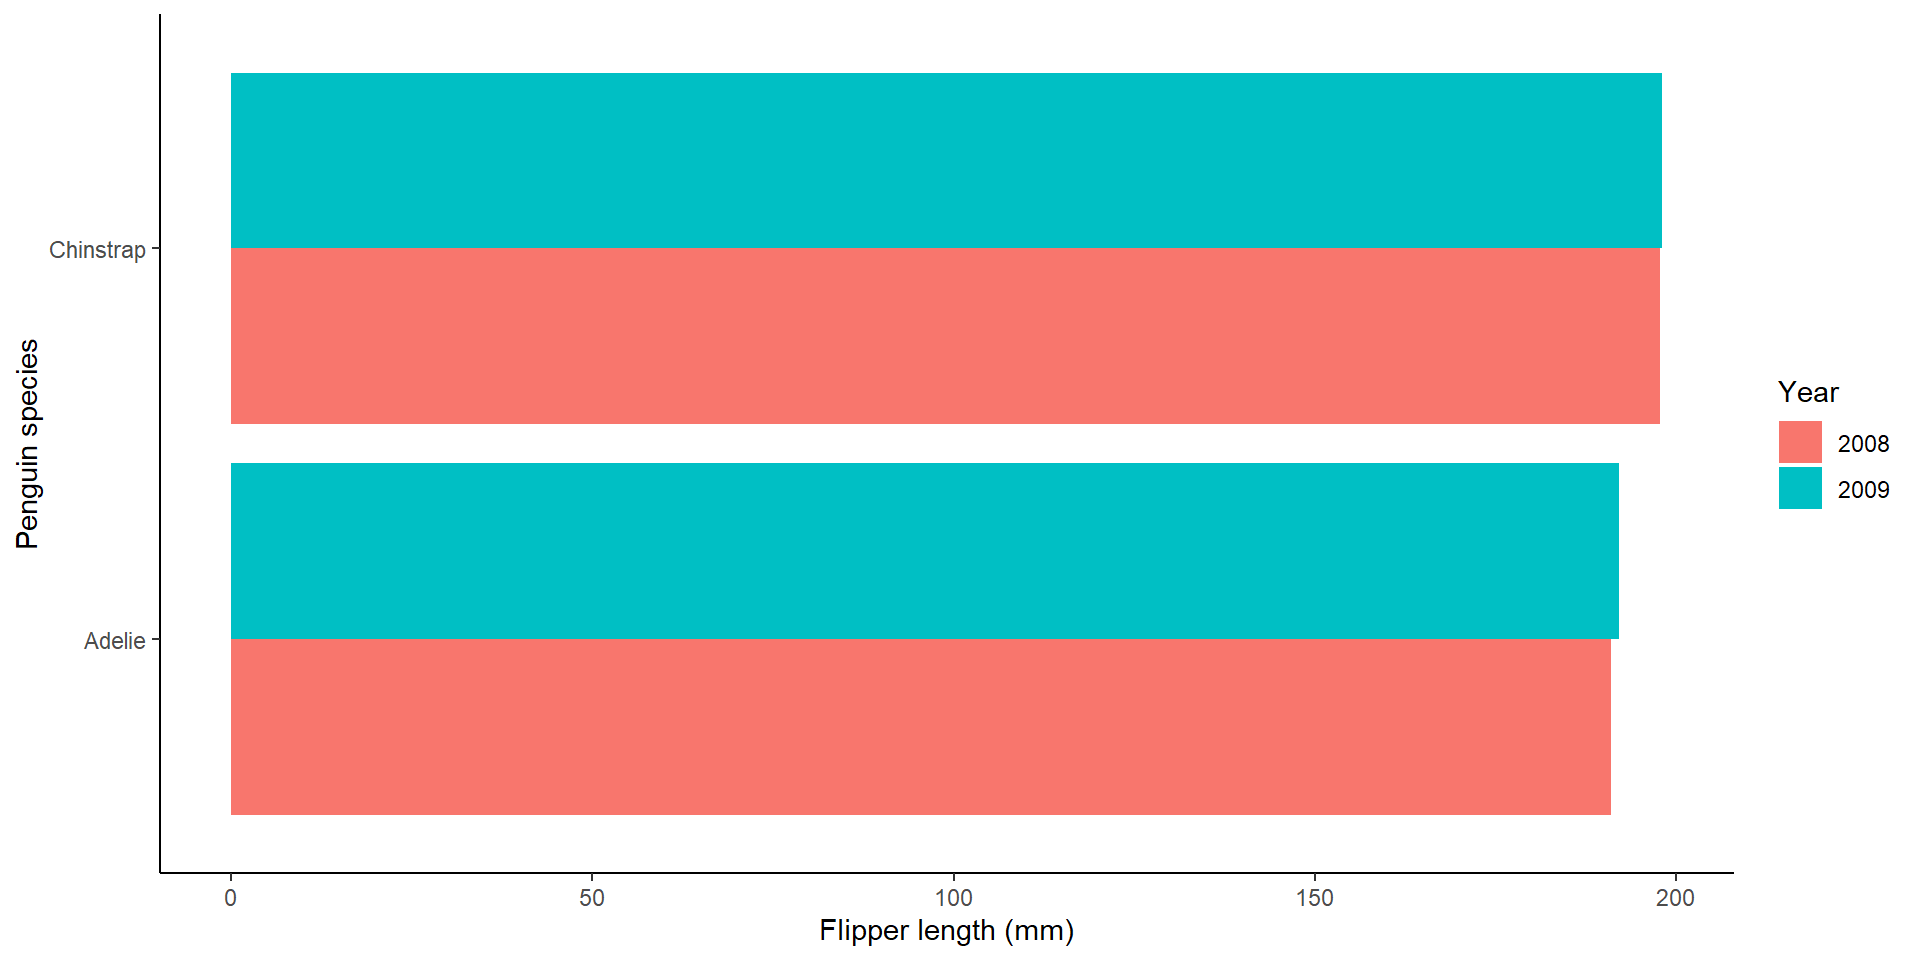 Penguin species
Chinstrap
Adelie
0 50 100 150 200
Flipper length (mm)
Year
2008
2009